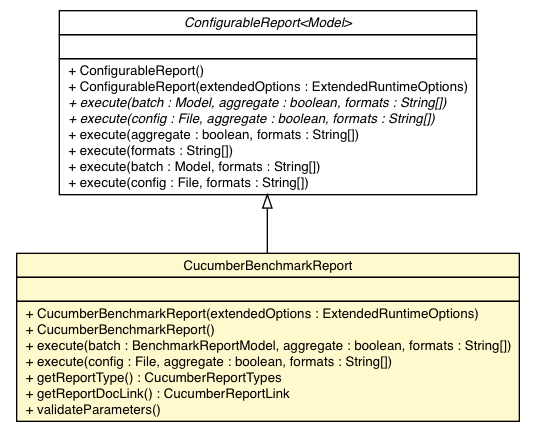 ConfigurableReport<Model>
+ ConfigurableReport()
+ ConfigurableReport(extendedOptions : ExtendedRuntimeOptions)
+ execute(batch : Model, aggregate : boolean, formats : String[])
+ execute(config : File, aggregate : boolean, formats : String[])
+ execute(aggregate : boolean, formats : String[])
+ execute(formats : String[])
+ execute(batch : Model, formats : String[])
+ execute(config : File, formats : String[])
CucumberBenchmarkReport
+ CucumberBenchmarkReport(extendedOptions : ExtendedRuntimeOptions)
+ CucumberBenchmarkReport()
+ execute(batch : BenchmarkReportModel, aggregate : boolean, formats : String[])
+ execute(config : File, aggregate : boolean, formats : String[])
+ getReportType() : CucumberReportTypes
+ getReportDocLink() : CucumberReportLink
+ validateParameters()